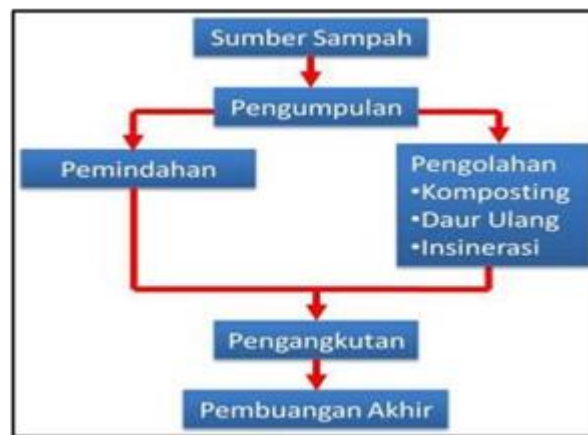 Sumber Sampah
Pengumpulan
Pemindahan
Pengolahan
•Komposting
•Daur Ulang
•Insinerasi
Pengangkutan
Pembuangan Akhir